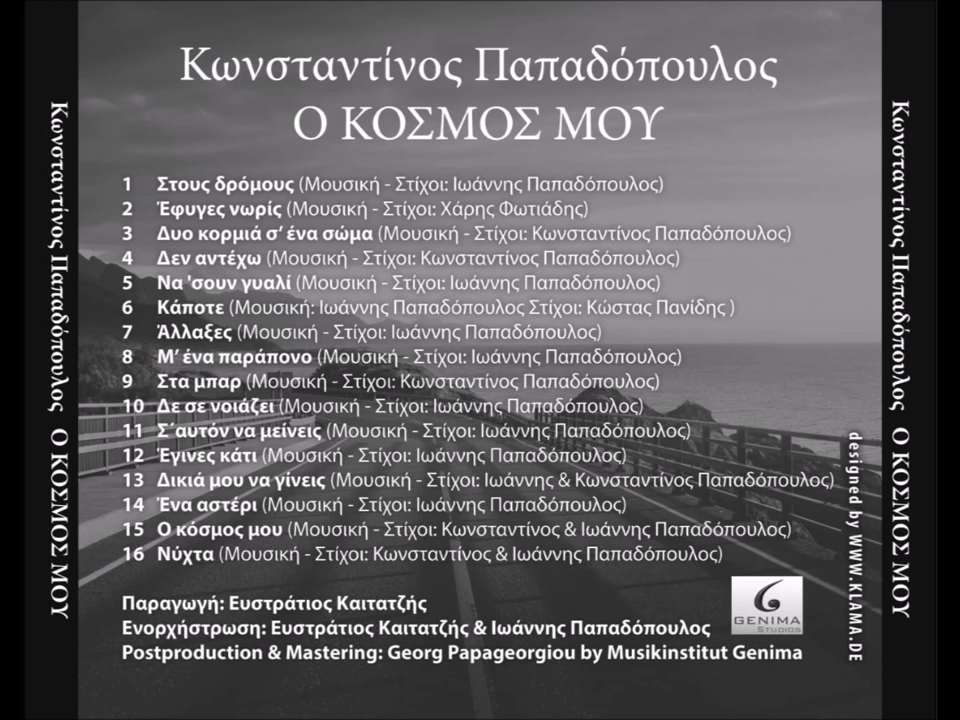 Κωνσταντίνος Παπαδόπουλος
Ο ΚΟΣΜΟΣ ΜΟΥ
1 Στους δρόμους (Μουσική - Στίχοι: Ιωάννης Παπαδόπουλος)
2 Έφυγες νωρίς (Μουσική - Στίχοι: Χάρης Φωτιάδης)
3 Δυο κορμιά σ' ένα σώμα (Μουσική - Στίχοι: Κωνσταντίνος Παπαδόπουλος)
4 Δεν αντέχω (Μουσική - Στίχοι: Κωνσταντίνος Παπαδόπουλος)
5 Να 'σουν γυαλί (Μουσική - Στίχοι: Ιωάννης Παπαδόπουλος)
6 Κάποτε (Μουσική: Ιωάννης Παπαδόπουλος Στίχοι: Κώστας Πανίδης )
7 Άλλαξες (Μουσική - Στίχοι: Ιωάννης Παπαδόπουλος)
8 Μ' ένα παράπονο (Μουσική - Στίχοι: Ιωάννης Παπαδόπουλος)
9 Στα μπαρ (Μουσική - Στίχοι: Κωνσταντίνος Παπαδόπουλος)
10 Δε σε νοιάζει (Μουσική - Στίχοι: Ιωάννης Παπαδόπουλος)
11 Σ΄αυτόν να μείνεις (Μουσική - Στίχοι: Ιωάννης Παπαδόπουλος)
12 Έγινες κάτι (Μουσική - Στίχοι: Ιωάννης Παπαδόπουλος)
13 Δικιά μου να γίνεις (Μουσική - Στίχοι: Ιωάννης & Κωνσταντίνος Παπαδόπουλος)
14 Ένα αστέρι (Μουσική - Στίχοι: Ιωάννης Παπαδόπουλος)
15 Ο κόσμος μου (Μουσική - Στίχοι: Κωνσταντίνος & Ιωάννης Παπαδόπουλος)
16 Νύχτα (Μουσική - Στίχοι: Κωνσταντίνος & Ιωάννης Παπαδόπουλος)
Παραγωγή: Ευστράτιος Καιτατζής
Ενορχήστρωση: Ευστράτιος Καιτατζής & Ιωάννης Παπαδόπουλος
Postproduction & Mastering: Georg Papageorgiou by Musikinstitut Genima
GENIMA
STUDIOS
designed by WWW.KLAMA.DE
Κωνσταντίνος Παπαδόπουλος Ο ΚΟΣΜΟΣ ΜΟΥ
Κωνσταντίνος Παπαδόπουλος Ο ΚΟΣΜΟΣ ΜΟΥ